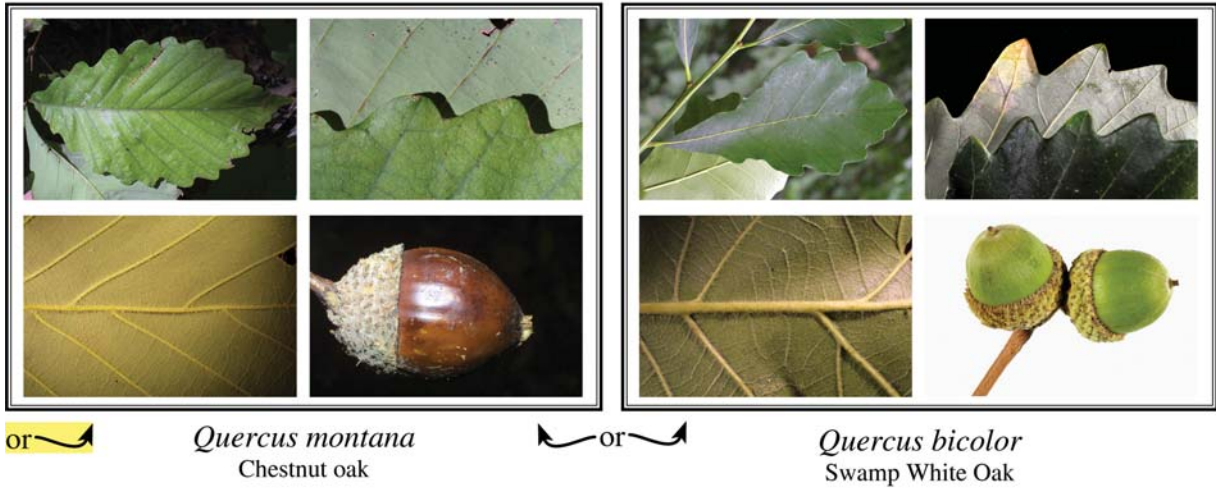 or Quercus montana or Quercus bicolor
Chestnut oak Swamp White Oak